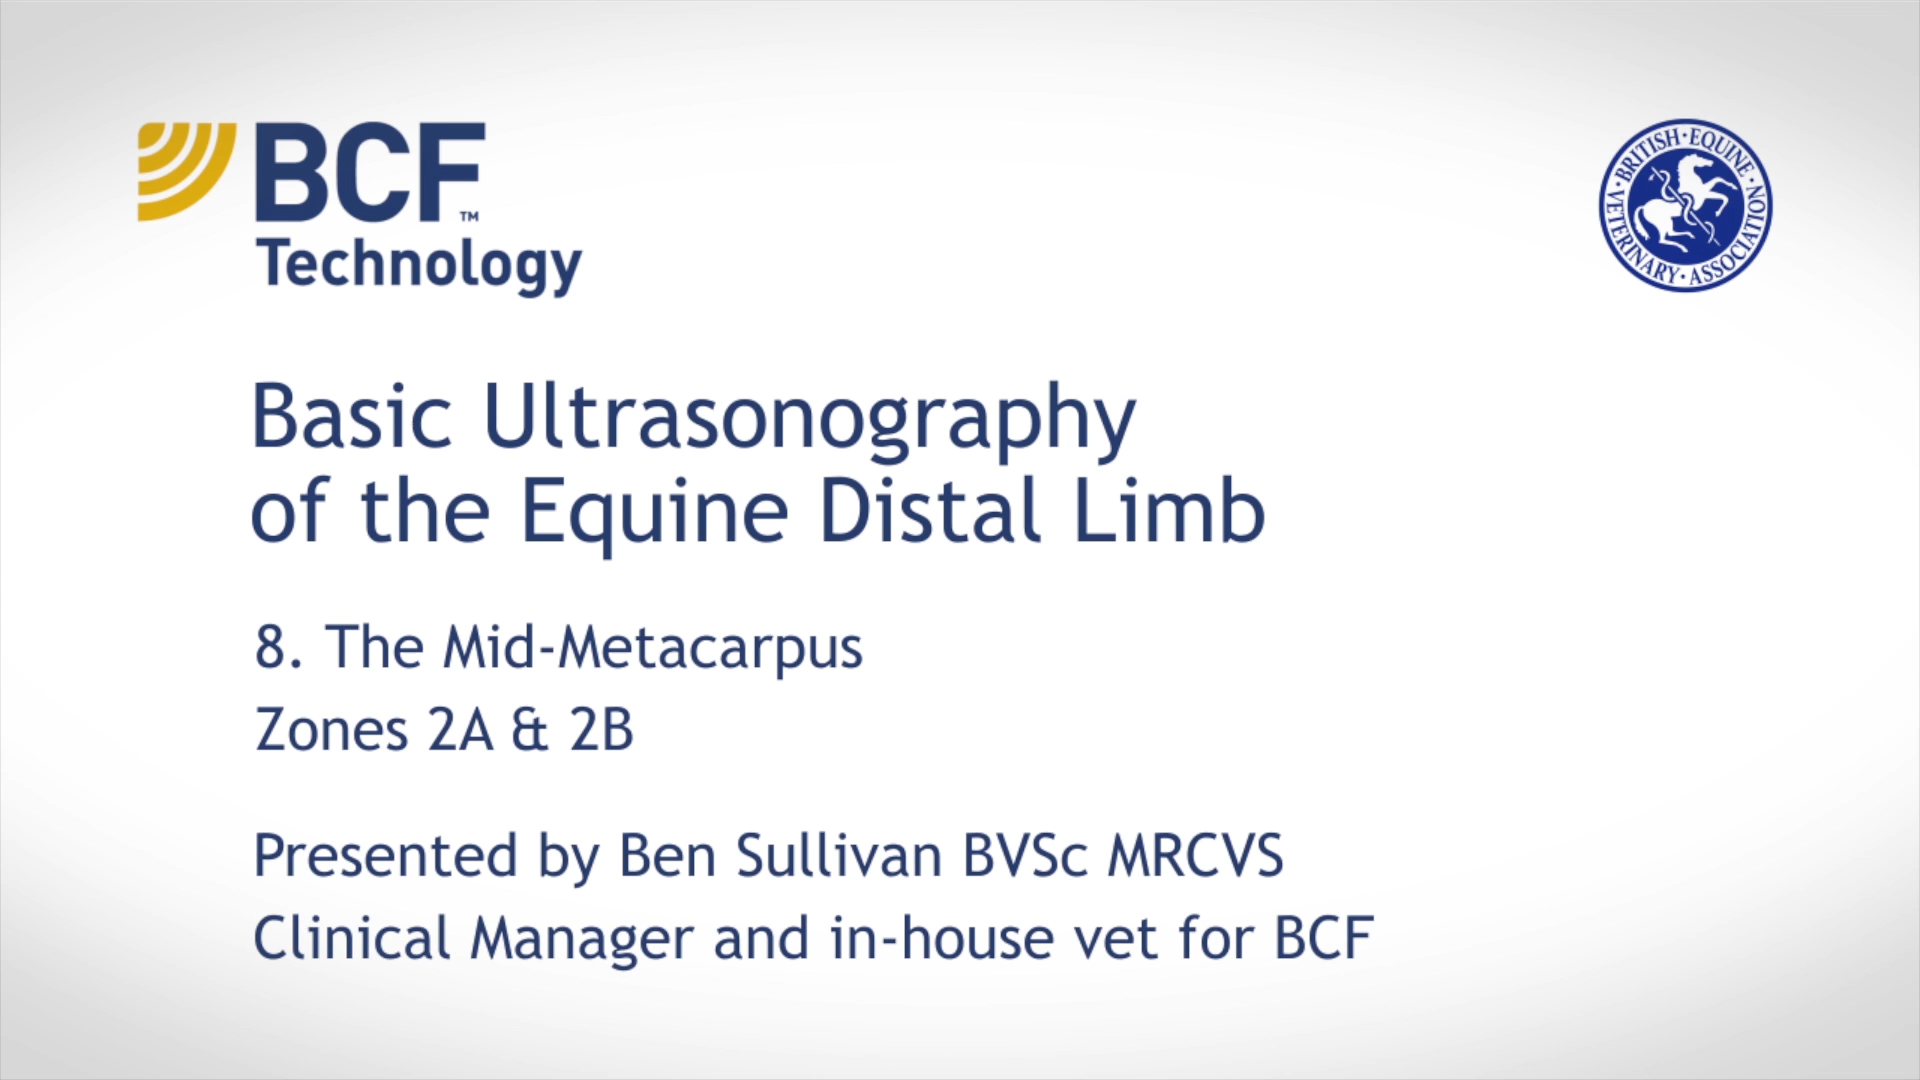 BCF™
Technology
BRITISH·EQUINE·VETERINARY·ASSOCIATION·
Basic Ultrasonography
of the Equine Distal Limb
8. The Mid-Metacarpus
Zones 2A & 2B
Presented by Ben Sullivan BVSc MRCVS
Clinical Manager and in-house vet for BCF